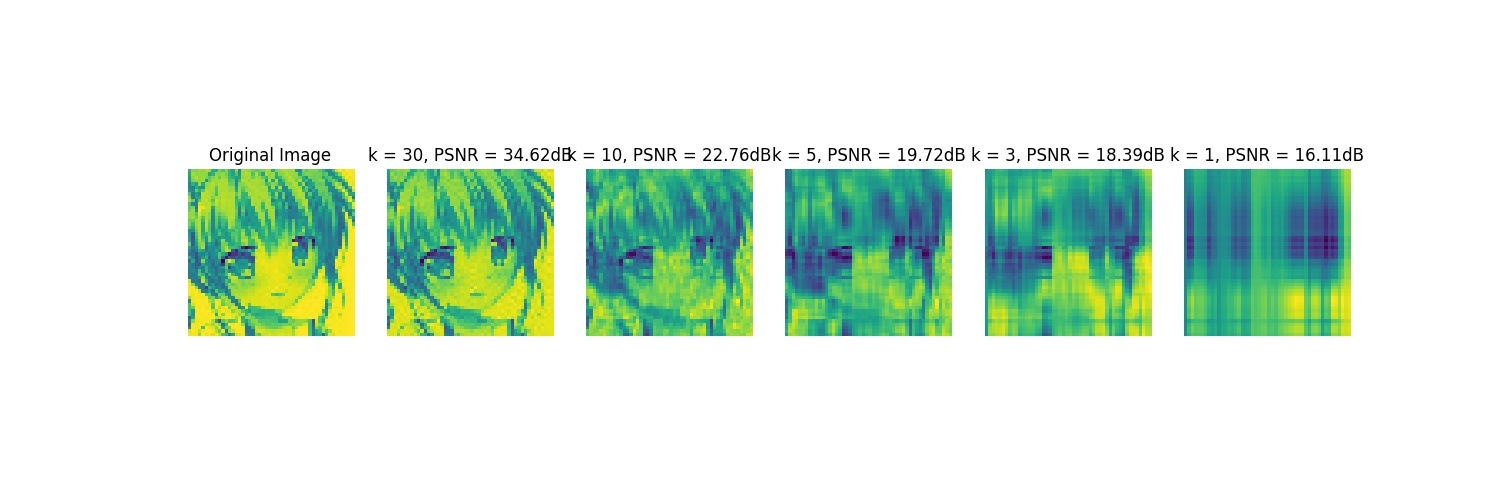 Original Image
k = 30, PSNR = 34.62dB
k = 10, PSNR = 22.76dB
k = 5, PSNR = 19.72dB
k = 3, PSNR = 18.39dB
k = 1, PSNR = 16.11dB